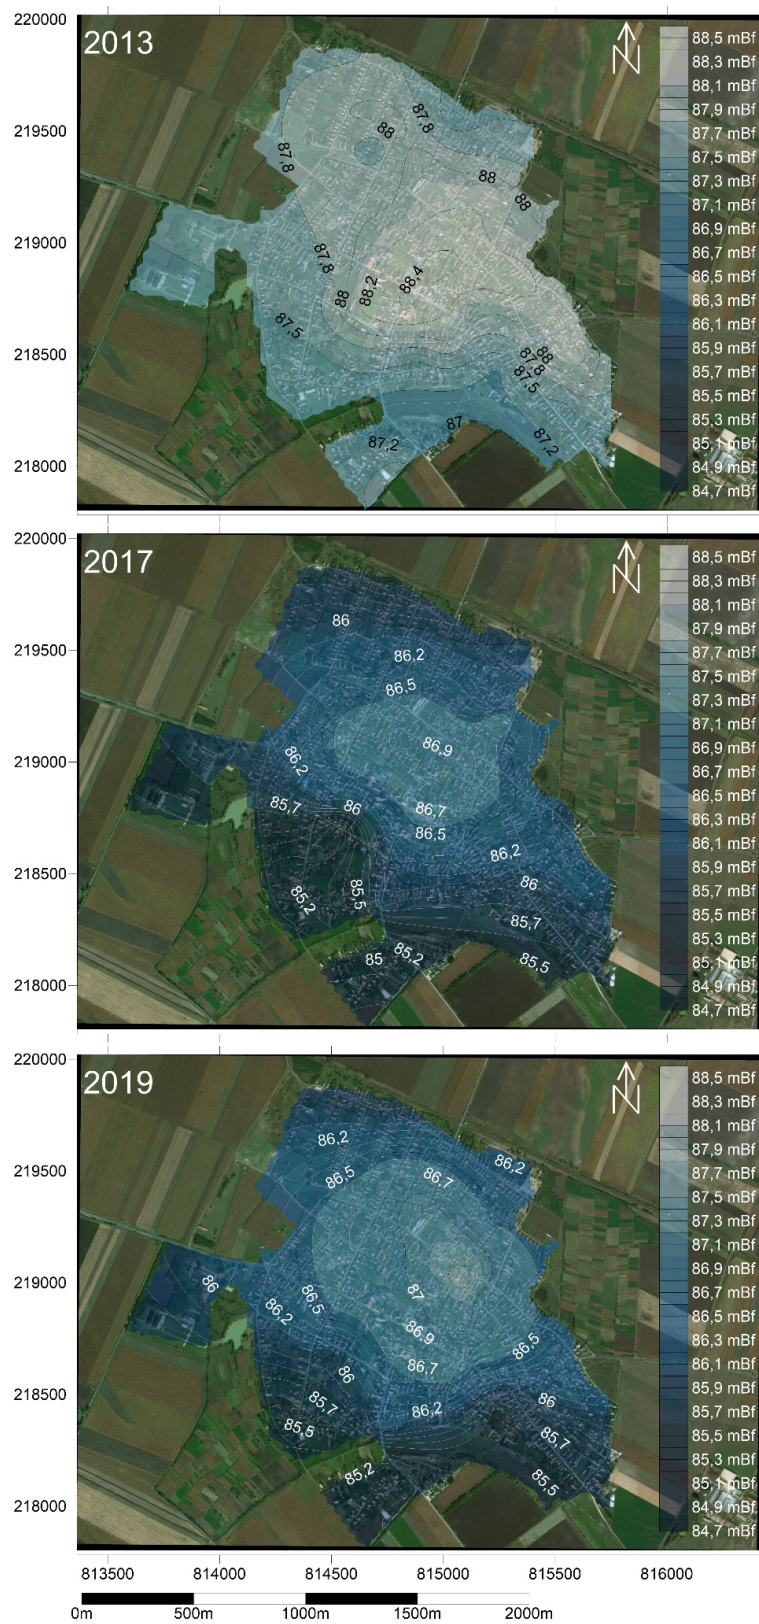 220000
2013
N
219500
219000
218500
218000
87,8
88
87,8
88
88
87,8
88
88,2
88,4
87,5
88
87,8
87,5
87
87,2
87,2
88,5 mBf
88,3 mBf
88,1 mBf
87,9 mBf
87,7 mBf
87,5 mBf
87,3 mBf
87,1 mBf
86,9 mBf
86,7 mBf
86,5 mBf
86,3 mBf
86,1 mBf
85,9 mBf
85,7 mBf
85,5 mBf
85,3 mBf
85,1 mBf
84,9 mBf
84,7 mBf
220000
2017
N
219500
219000
218500
218000
86
86,2
86,5
86,9
86,2
85,7
86
86,7
86,5
86,2
86
85,5
85,2
85,7
85,2
85
85,5
88,5 mBf
88,3 mBf
88,1 mBf
87,9 mBf
87,7 mBf
87,5 mBf
87,3 mBf
87,1 mBf
86,9 mBf
86,7 mBf
86,5 mBf
86,3 mBf
86,1 mBf
85,9 mBf
85,7 mBf
85,5 mBf
85,3 mBf
85,1 mBf
84,9 mBf
84,7 mBf
220000
2019
N
219500
219000
218500
218000
86,2
86,2
86,5
86,7
86
87
86,5
86,2
86,9
86,5
86,7
86
86
85,7
86,2
85,5
85,7
85,2
85,5
88,5 mBf
88,3 mBf
88,1 mBf
87,9 mBf
87,7 mBf
87,5 mBf
87,3 mBf
87,1 mBf
86,9 mBf
86,7 mBf
86,5 mBf
86,3 mBf
86,1 mBf
85,9 mBf
85,7 mBf
85,5 mBf
85,3 mBf
85,1 mBf
84,9 mBf
84,7 mBf
813500 814000 814500 815000 815500 816000
0m 500m 1000m 1500m 2000m